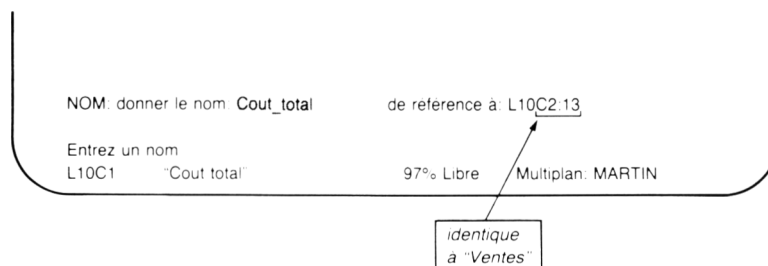 NOM: donner le nom: Cout_total de référence à: L10C2:13
Entrez un nom
L10C1 "Cout total" 97% Libre Multiplan: MARTIN
identique
à "Ventes"